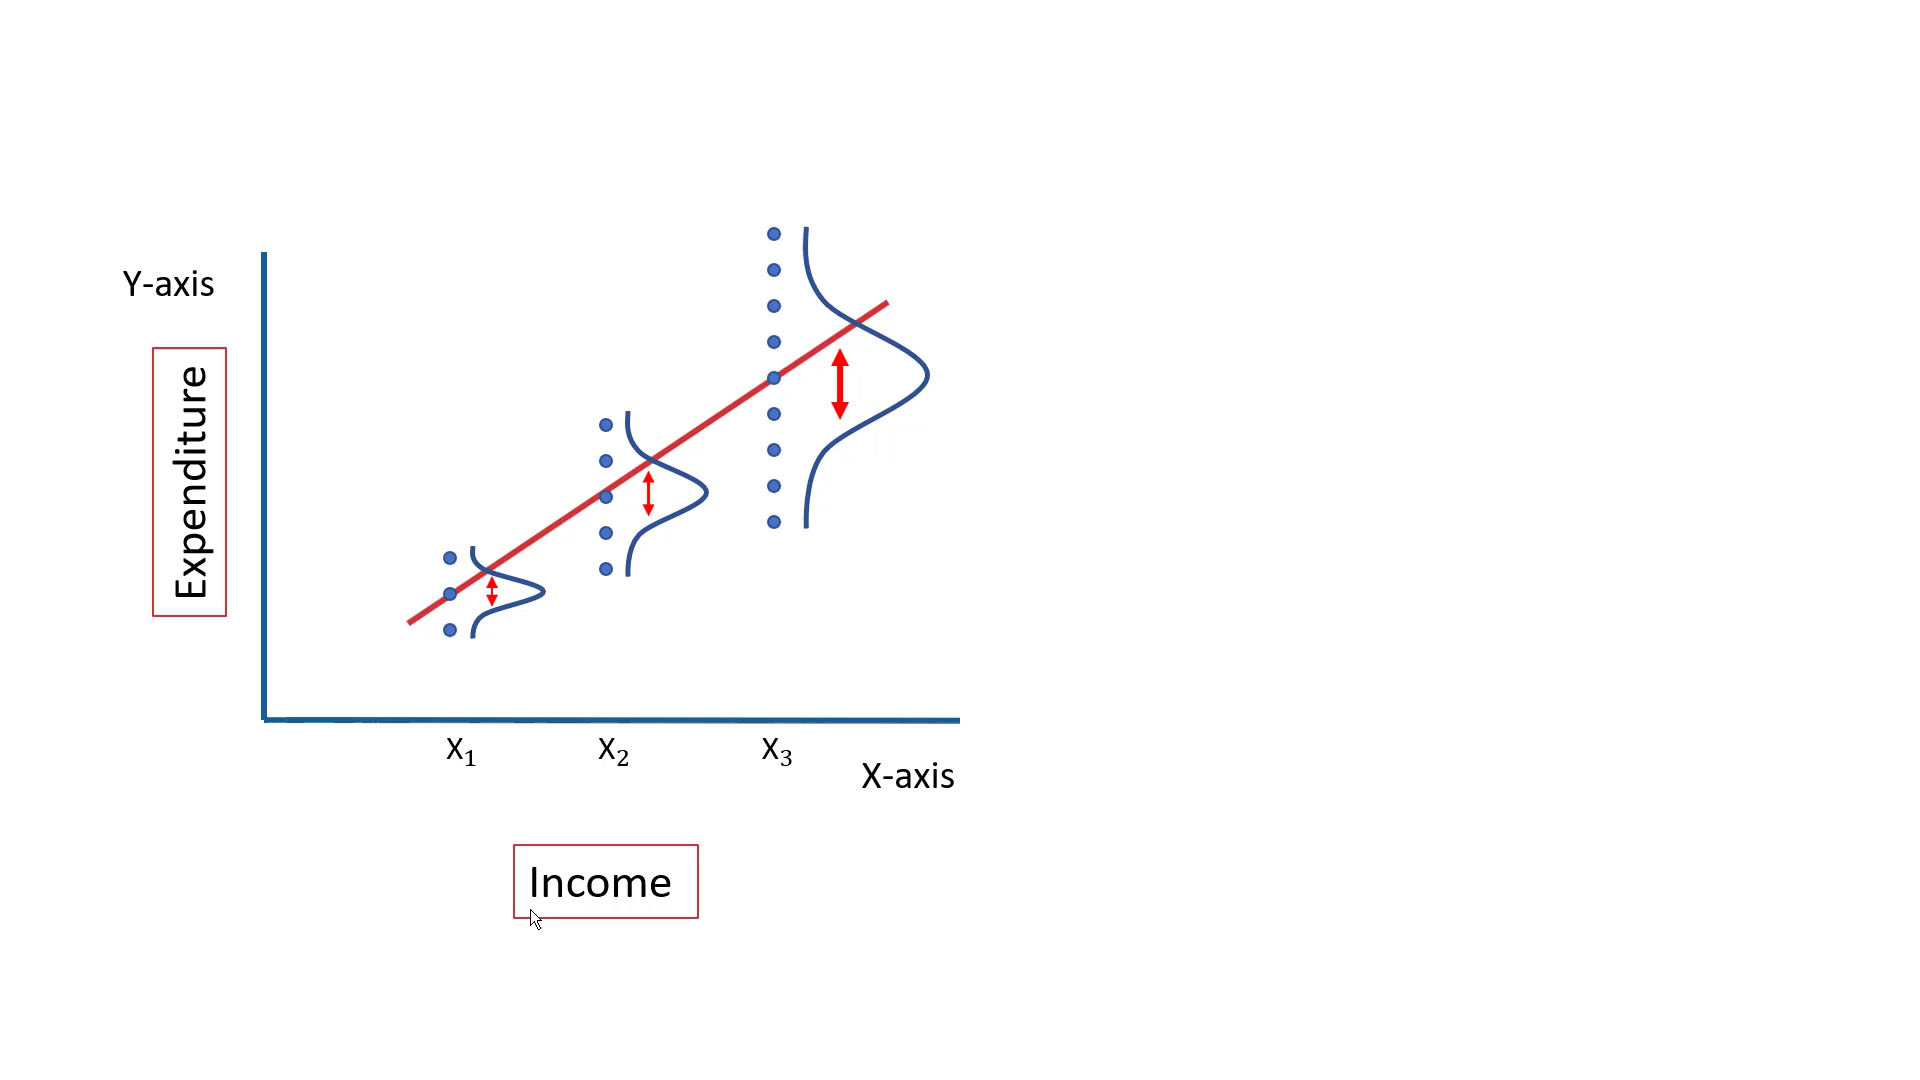 Y-axis
Expenditure
X₁ X₂ X₃
X-axis
Income